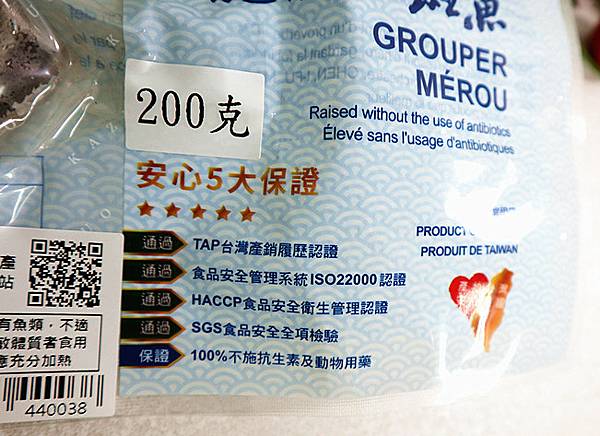 斑魚
GROUPER
MÉROU
200克
Raised without the use of antibiotics
Élevé sans l'usage d'antibiotiques
安心5大保證
PRODUCT
PRODUIT DE TAIWAN
通過 TAP台灣產銷履歷認證
通過 食品安全管理系統ISO22000認證
通過 HACCP食品安全衛生管理認證
通過 SGS食品安全全項檢驗
保證 100%不施抗生素及動物用藥
產
站
有魚類，不適
敏體質者食用
應充分加熱
440038